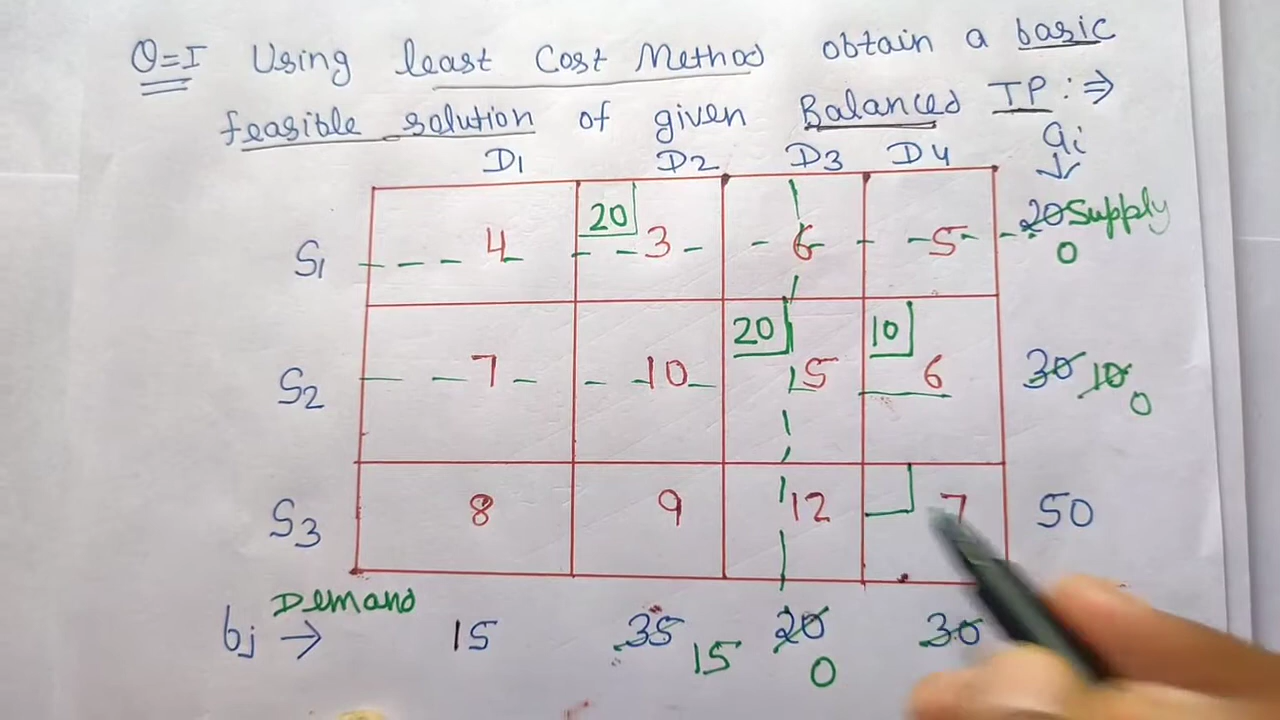 Q=I Using least Cost Method obtain a basic
feasible solution of given Balanced TP :⇒
D1 D2 D3 D4 ai
S1 4 20 3 6 5 20 Supply
0
S2 7 10 20 5 10 6 30 10 0
S3 8 9 12 7 50
Demand
bj → 15 35 15 20 0 30